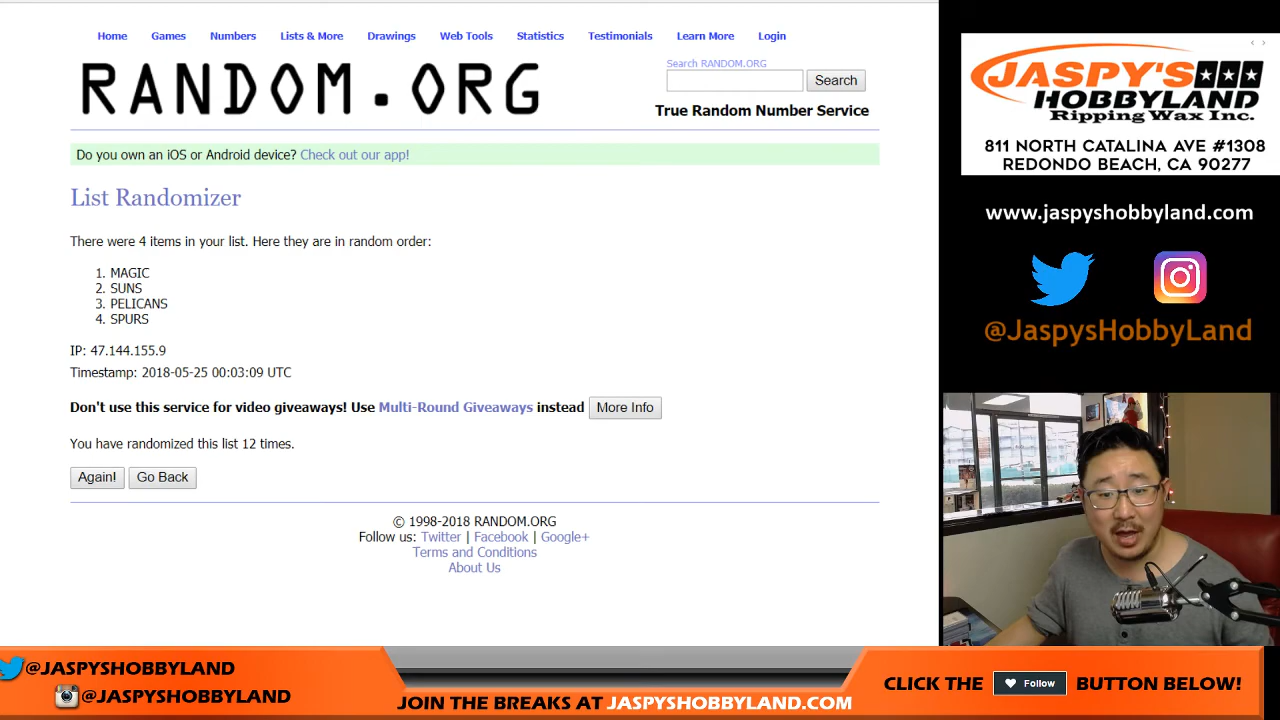 Home Games Numbers Lists & More Drawings Web Tools Statistics Testimonials Learn More Login
RANDOM.ORG
Search RANDOM.ORG
Search
True Random Number Service
Do you own an iOS or Android device? Check out our app!
List Randomizer
There were 4 items in your list. Here they are in random order:
1. MAGIC
2. SUNS
3. PELICANS
4. SPURS
IP: 47.144.155.9
Timestamp: 2018-05-25 00:03:09 UTC
Don't use this service for video giveaways! Use Multi-Round Giveaways instead More Info
You have randomized this list 12 times.
Again! Go Back
© 1998-2018 RANDOM.ORG
Follow us: Twitter | Facebook | Google+
Terms and Conditions
About Us
JASPY'S
HOBBYLAND
Ripping Wax Inc.
811 NORTH CATALINA AVE #1308
REDONDO BEACH, CA 90277
www.jaspyshobbyland.com
@JaspysHobbyLand
@JASPYSHOBBYLAND
@JASPYSHOBBYLAND
JOIN THE BREAKS AT JASPYSHOBBYLAND.COM
CLICK THE Follow BUTTON BELOW!